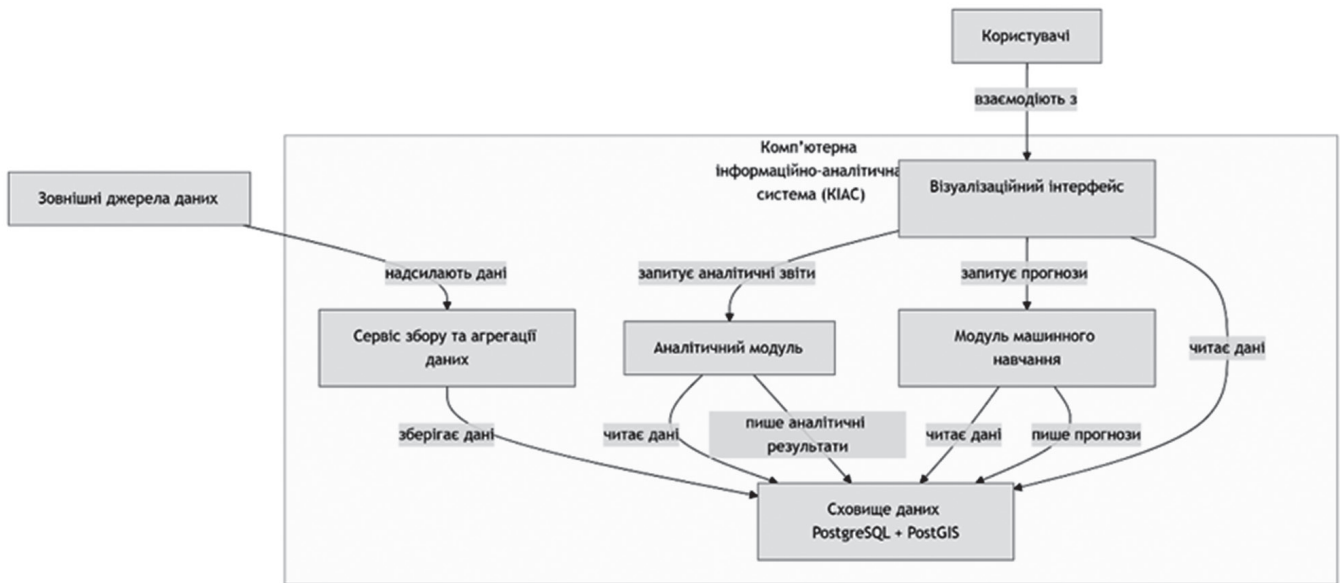 Користувачі
взаємодіють з
Комп'ютерна
інформаційно-аналітична
система (КІАС)
Візуалізаційний інтерфейс
Зовнішні джерела даних
надсилають дані
запитує аналітичні звіти
запитує прогнози
Сервіс збору та агрегації
даних
Аналітичний модуль
Модуль машинного
навчання
читає дані
зберігає дані
читає дані
пише аналітичні
результати
читає дані
пише прогнози
Сховище даних
PostgreSQL + PostGIS